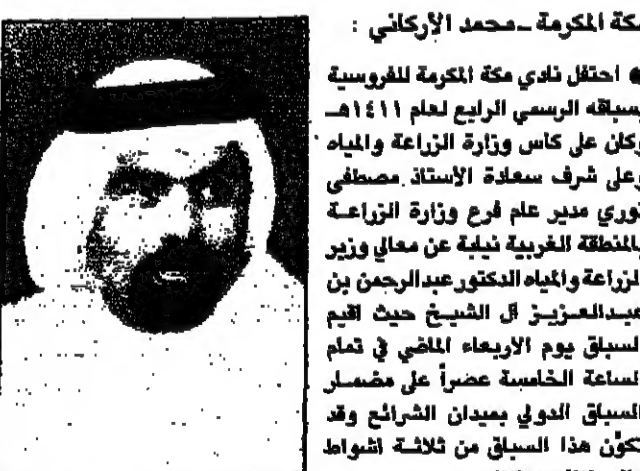 مكة المكرمة ـ محمد الأركاني :
● احتفل نادي مكة المكرمة للفروسية
بسباقه الرسمي الرابع لعام ١٤١١هـ
وكان على كاس وزارة الزراعة والمياه
وعلى شرف سعادة الأستاذ مصطفى
نوري مدير عام فرع وزارة الزراعة
بالمنطقة الغربية نيابة عن معالي وزير
الزراعة والمياه الدكتور عبدالرحمن بن
عبدالعزيز آل الشيخ حيث اقيم
السباق يوم الاربعاء الماضي في تمام
الساعة الخامسة عصراً على مضمار
السباق الدولي بميدان الشرائع وقد
تكوّن هذا السباق من ثلاثة اشواط